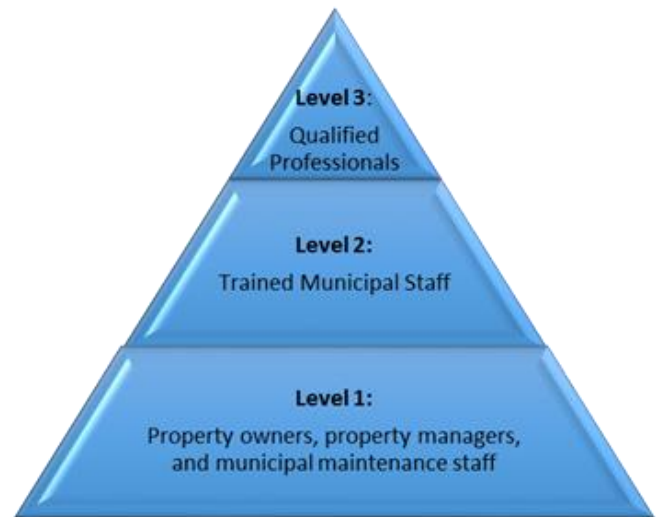 Level 3:
Qualified
Professionals
Level 2:
Trained Municipal Staff
Level 1:
Property owners, property managers,
and municipal maintenance staff